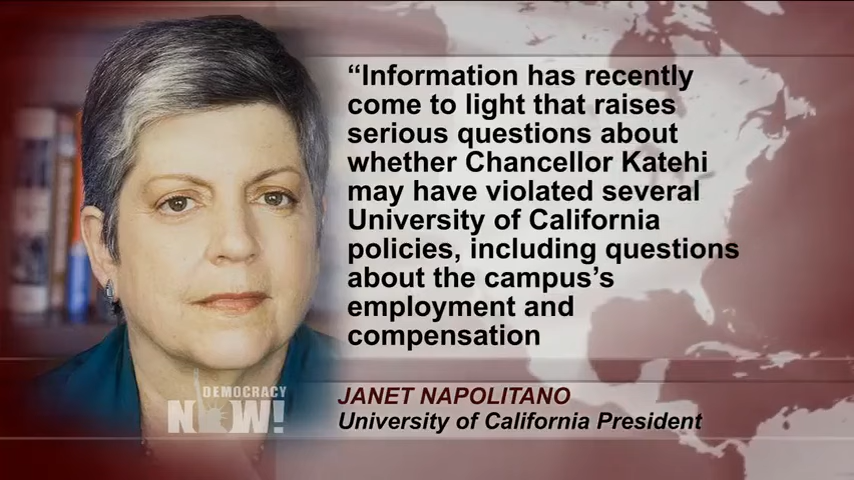 “Information has recently
come to light that raises
serious questions about
whether Chancellor Katehi
may have violated several
University of California
policies, including questions
about the campus’s
employment and
compensation
JANET NAPOLITANO
University of California President
DEMOCRACY
NOW!